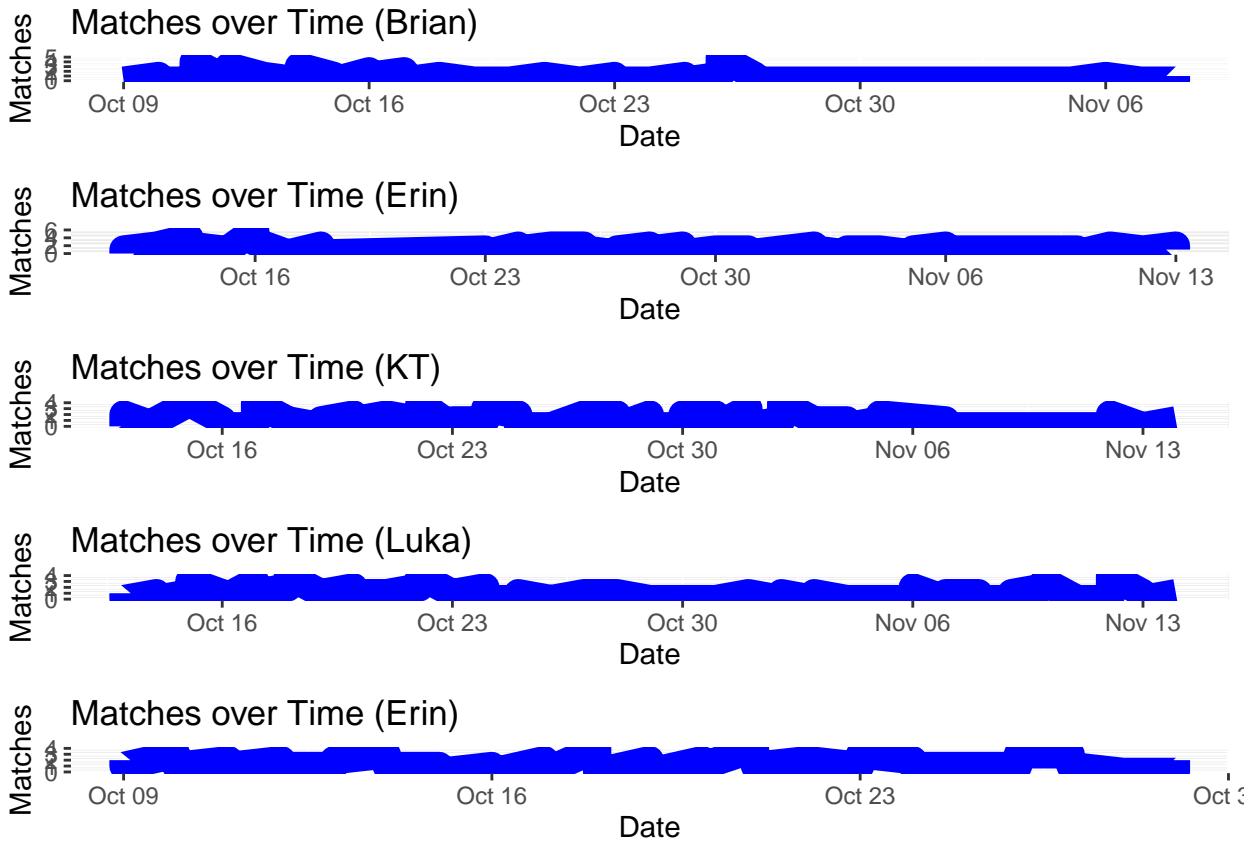 Matches over Time (Brian)
Matches
5
0
Oct 09 Oct 16 Oct 23 Oct 30 Nov 06
Date
Matches over Time (Erin)
Matches
6
4
2
0
Oct 16 Oct 23 Oct 30 Nov 06 Nov 13
Date
Matches over Time (KT)
Matches
4
0
Oct 16 Oct 23 Oct 30 Nov 06 Nov 13
Date
Matches over Time (Luka)
Matches
4
0
Oct 16 Oct 23 Oct 30 Nov 06 Nov 13
Date
Matches over Time (Erin)
Matches
4
0
Oct 09 Oct 16 Oct 23 Oct
Date